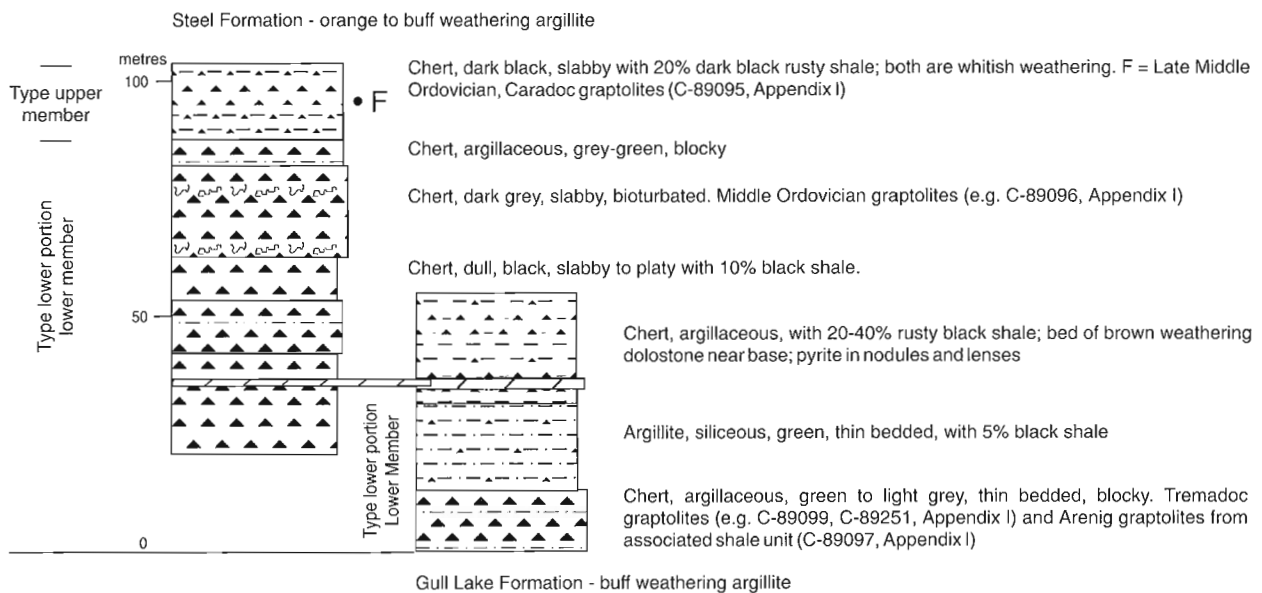 Steel Formation - orange to buff weathering argillite
metres
100
Type upper
member
F
Chert, dark black, slabby with 20% dark black rusty shale; both are whitish weathering. F = Late Middle
Ordovician, Caradoc graptolites (C-89095, Appendix I)
Chert, argillaceous, grey-green, blocky
Chert, dark grey, slabby, bioturbated. Middle Ordovician graptolites (e.g. C-89096, Appendix I)
Type lower portion
lower member
Chert, dull, black, slabby to platy with 10% black shale.
50
Chert, argillaceous, with 20-40% rusty black shale; bed of brown weathering
dolostone near base; pyrite in nodules and lenses
Type lower portion
Lower Member
Argillite, siliceous, green, thin bedded, with 5% black shale
Chert, argillaceous, green to light grey, thin bedded, blocky. Tremadoc
graptolites (e.g. C-89099, C-89251, Appendix I) and Arenig graptolites from
associated shale unit (C-89097, Appendix I)
0
Gull Lake Formation - buff weathering argillite